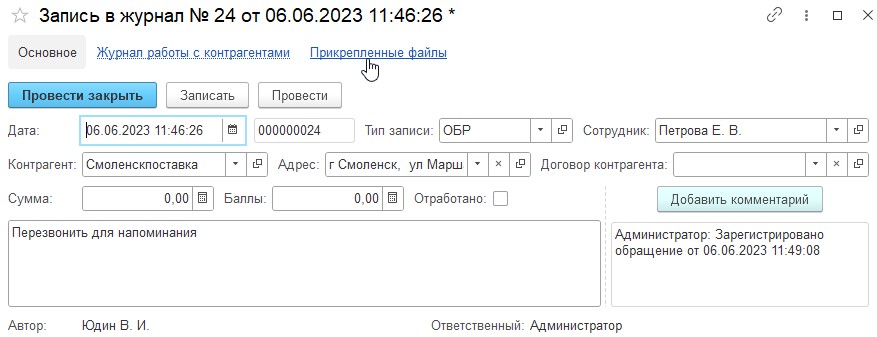 Запись в журнал № 24 от 06.06.2023 11:46:26 *
Основное Журнал работы с контрагентами Прикрепленные файлы
Провести закрыть Записать Провести
Дата: 06.06.2023 11:46:26 000000024 Тип записи: ОБР Сотрудник: Петрова Е. В.
Контрагент: Смоленскпоставка Адрес: г Смоленск, ул Марш Договор контрагента:
Сумма: 0,00 Баллы: 0,00 Отработано: Добавить комментарий
Перезвонить для напоминания
Администратор: Зарегистрировано
обращение от 06.06.2023 11:49:08
Автор: Юдин В. И. Ответственный: Администратор